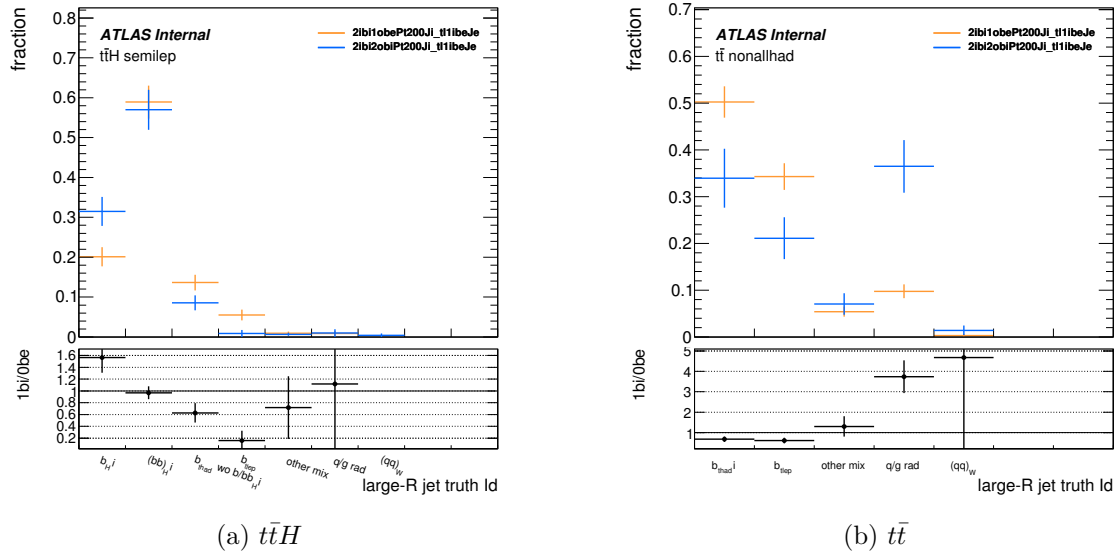 fraction
0.8
0.7
0.6
0.5
0.4
0.3
0.2
0.1
0
ATLAS Internal
tt̄H semilep
2ibi1obePt200Ji_tl1ibeJe
2ibi2obiPt200Ji_tl1ibeJe
1bi/0be
1.6
1.4
1.2
1
0.8
0.6
0.4
0.2
b_H i
(bb)_H i
b_thad wo b/bb_H i
b_tlep
other mix
q/g rad
(qq)_W
large-R jet truth Id
(a) tt̄H
fraction
0.7
0.6
0.5
0.4
0.3
0.2
0.1
0
ATLAS Internal
tt̄ nonallhad
2ibi1obePt200Ji_tl1ibeJe
2ibi2obiPt200Ji_tl1ibeJe
1bi/0be
5
4
3
2
1
b_thad i
b_tlep
other mix
q/g rad
(qq)_W
large-R jet truth Id
(b) tt̄